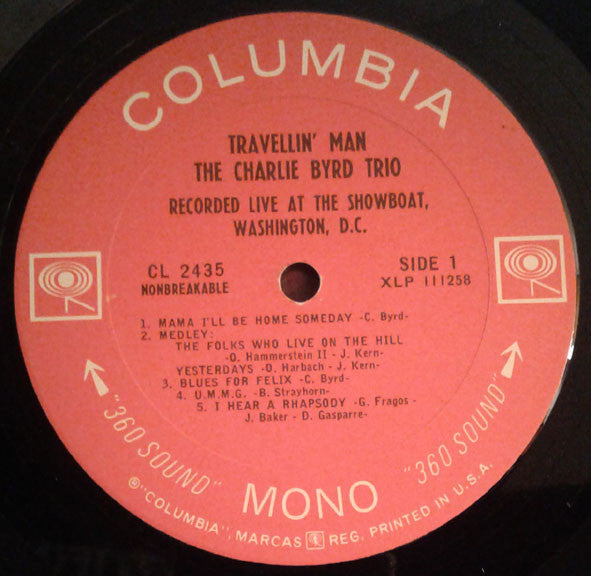 COLUMBIA
TRAVELLIN' MAN
THE CHARLIE BYRD TRIO
RECORDED LIVE AT THE SHOWBOAT,
WASHINGTON, D.C.
CL 2435
NONBREAKABLE
SIDE 1
XLP 111258
1. MAMA I'LL BE HOME SOMEDAY -C. Byrd-
2. MEDLEY:
THE FOLKS WHO LIVE ON THE HILL
-O. Hammerstein II - J. Kern-
YESTERDAYS -O. Harbach - J. Kern-
3. BLUES FOR FELIX -C. Byrd-
4. U.M.M.G. -B. Strayhorn-
5. I HEAR A RHAPSODY -G. Fragos -
J. Baker - D. Gasparre-
"360 SOUND"
MONO
"360 SOUND"
®"COLUMBIA", MARCAS REG. PRINTED IN U.S.A.